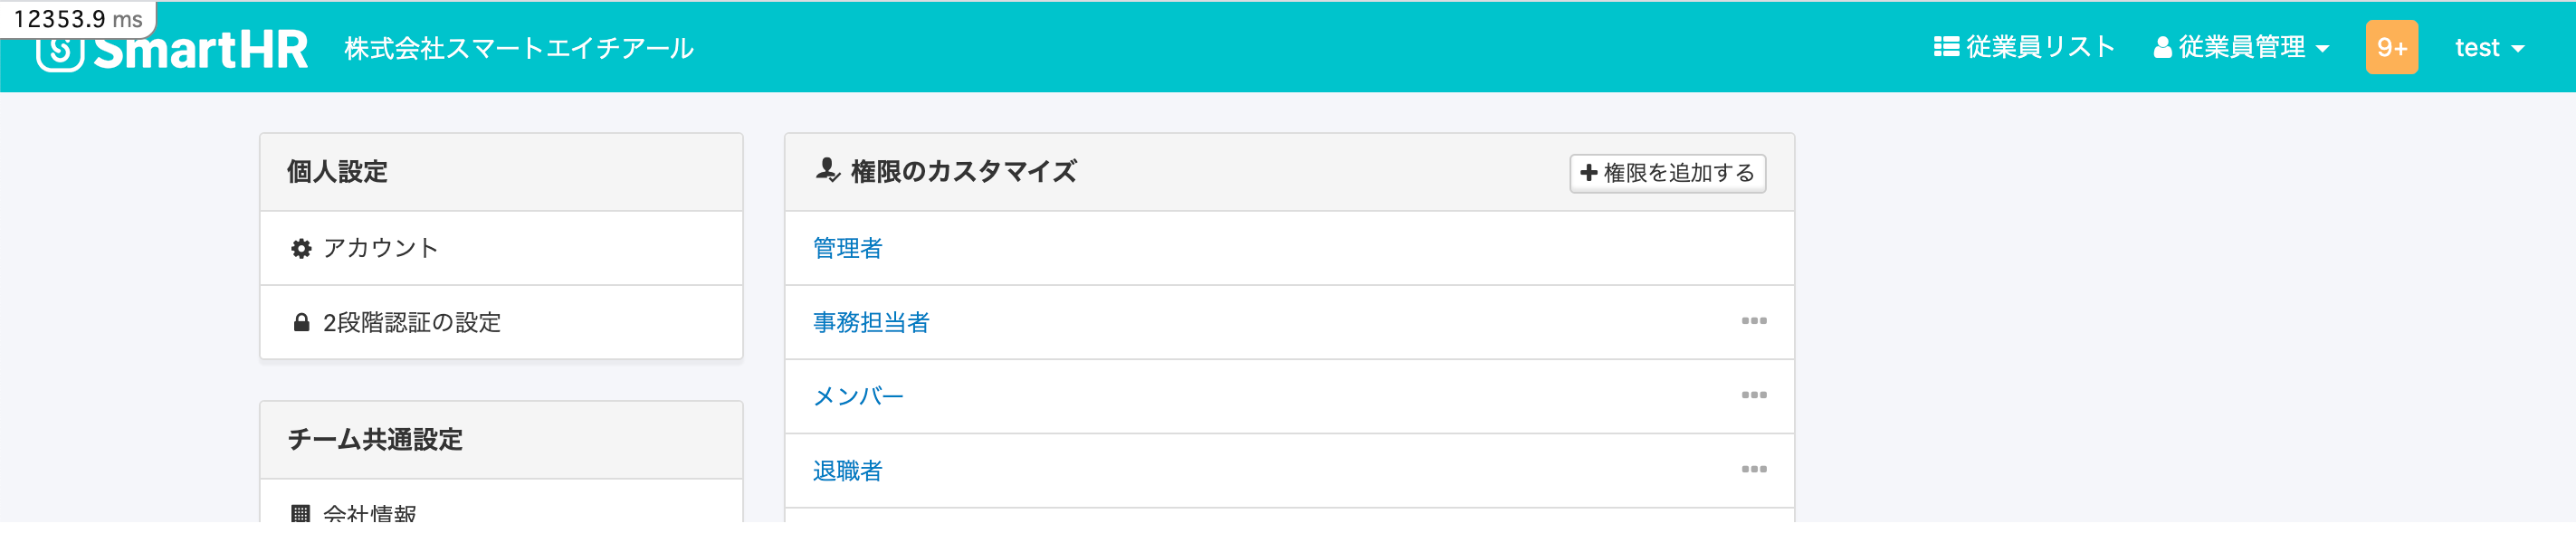 12353.9 ms
SmartHR 株式会社スマートエイチアール 従業員リスト 従業員管理 9+ test
個人設定
アカウント
2段階認証の設定
チーム共通設定
会社情報
権限のカスタマイズ 権限を追加する
管理者
事務担当者
メンバー
退職者